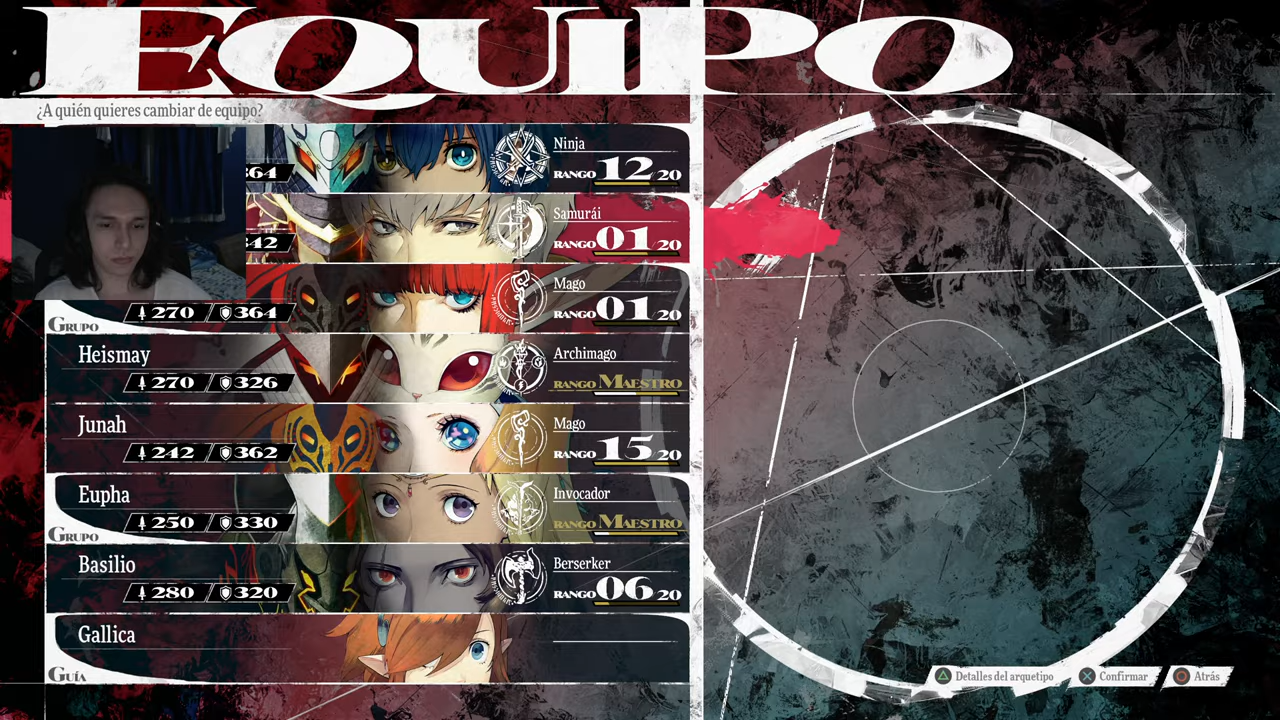 EQUIPO
¿A quién quieres cambiar de equipo?
364 Ninja
RANGO 12/20
342 Samurái
RANGO 01/20
Mago
270 364 RANGO 01/20
GRUPO
Heismay Archimago
270 326 RANGO MAESTRO
Junah Mago
242 362 RANGO 15/20
Eupha Invocador
250 330 RANGO MAESTRO
GRUPO
Basilio Berserker
280 320 RANGO 06/20
Gallica
GUÍA
Detalles del arquetipo Confirmar Atrás